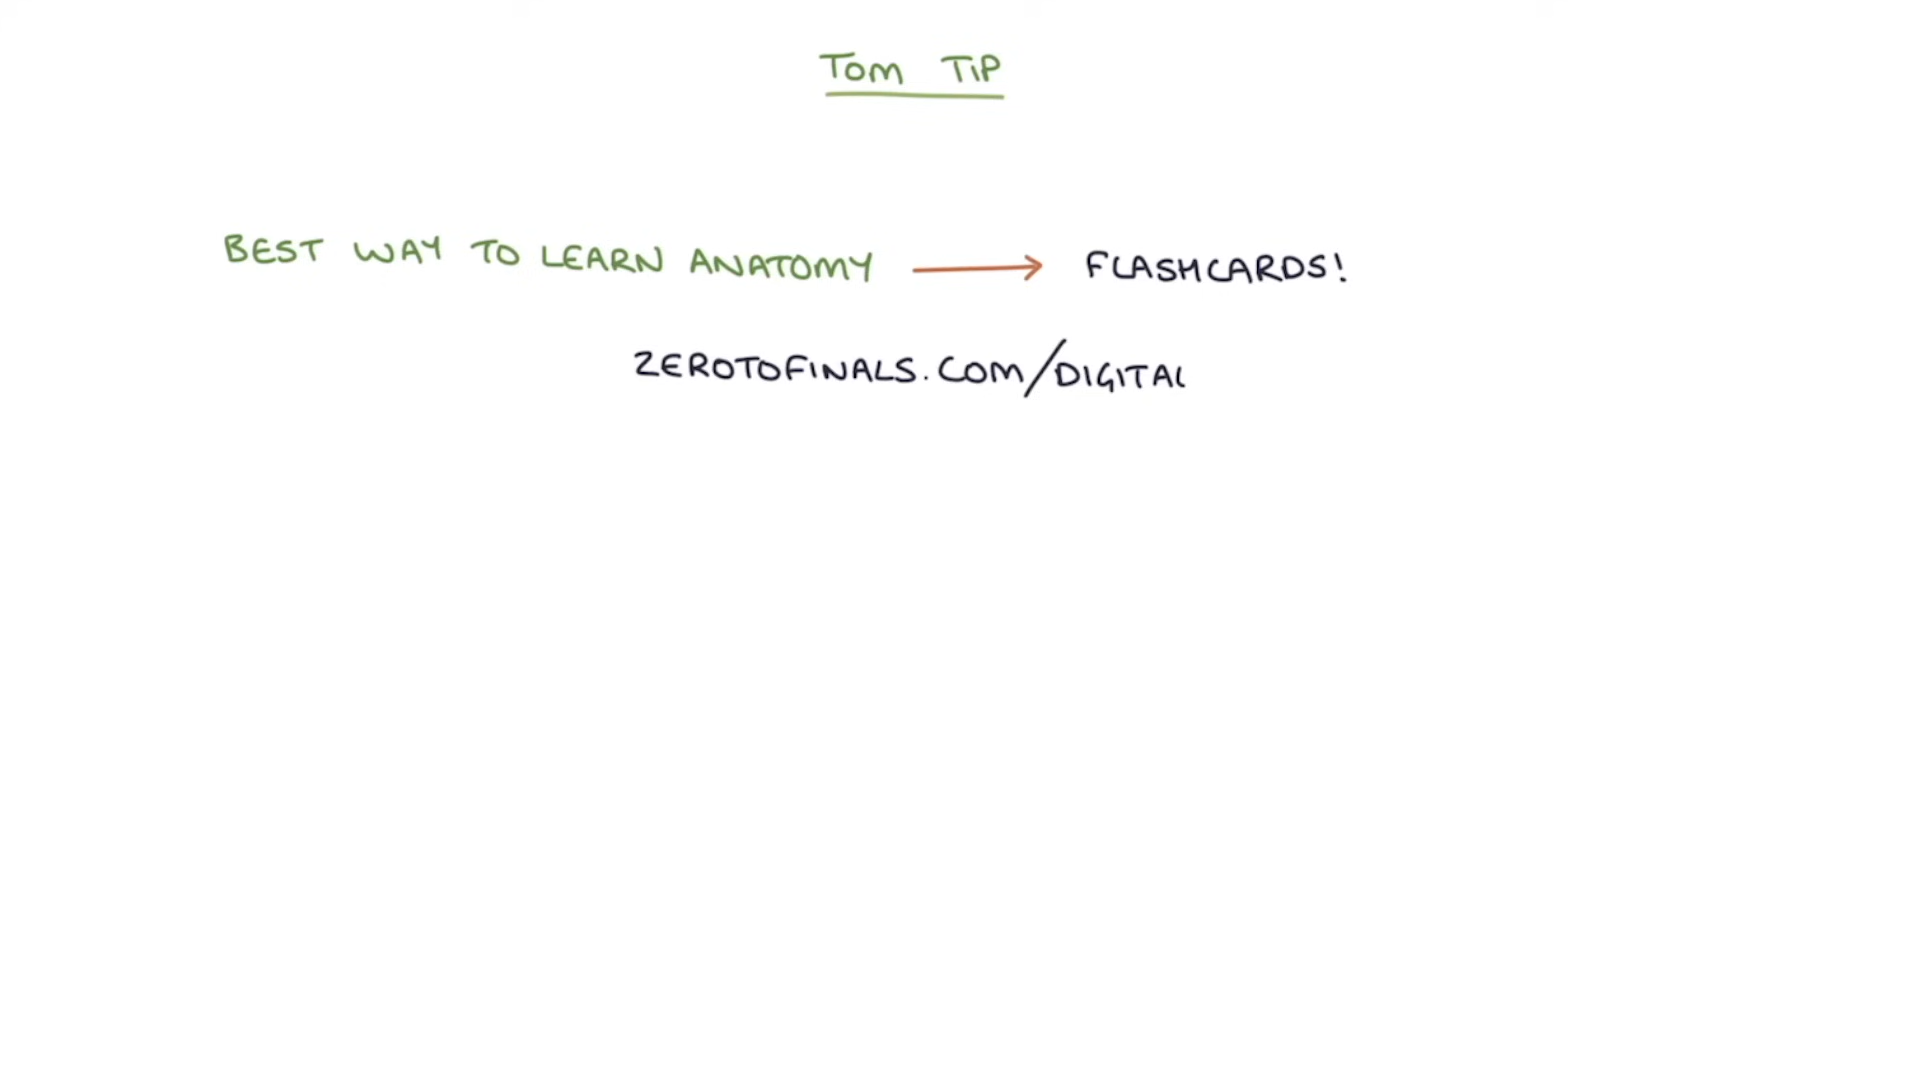 TOM TIP
BEST WAY TO LEARN ANATOMY → FLASHCARDS!
ZEROTOFINALS.COM/DIGITAL